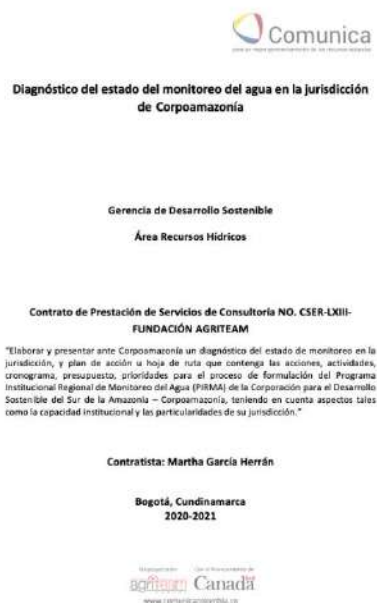 Comunica
Diagnóstico del estado del monitoreo del agua en la jurisdicción
de Corpoamazonía
Gerencia de Desarrollo Sostenible
Área Recursos Hídricos
Contrato de Prestación de Servicios de Consultoría NO. CSER-LXIII-
FUNDACIÓN AGRITEAM
"Elaborar y presentar ante Corpoamazonía un diagnóstico del estado de monitoreo en la
jurisdicción, y plan de acción u hoja de ruta que contenga las acciones, actividades,
cronograma, presupuesto, prioridades para el proceso de formulación del Programa
Institucional Regional de Monitoreo del Agua (PIRMA) de la Corporación para el Desarrollo
Sostenible del Sur de la Amazonia – Corpoamazonía, teniendo en cuenta aspectos tales
como la capacidad institucional y las particularidades de su jurisdicción."
Contratista: Martha García Herrán
Bogotá, Cundinamarca
2020-2021
agriteam Canadá